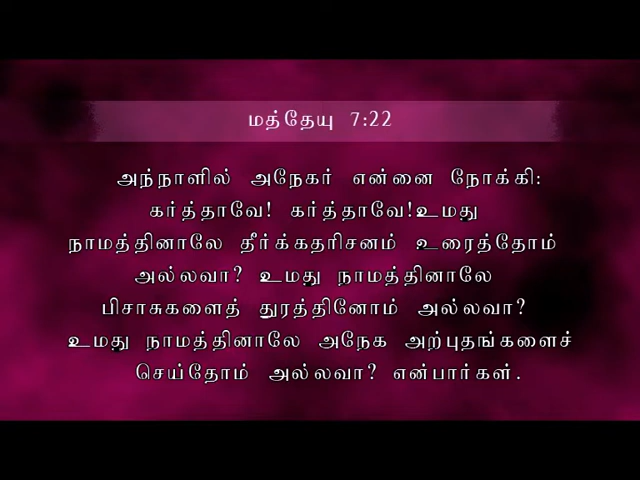 மத்தேயு 7:22
அந்நாளில் அநேகர் என்னை நோக்கி:
கர்த்தாவே! கர்த்தாவே!உமது
நாமத்தினாலே தீர்க்கதரிசனம் உரைத்தோம்
அல்லவா? உமது நாமத்தினாலே
பிசாசுகளைத் துரத்தினோம் அல்லவா?
உமது நாமத்தினாலே அநேக அற்புதங்களைச்
செய்தோம் அல்லவா? என்பார்கள்.